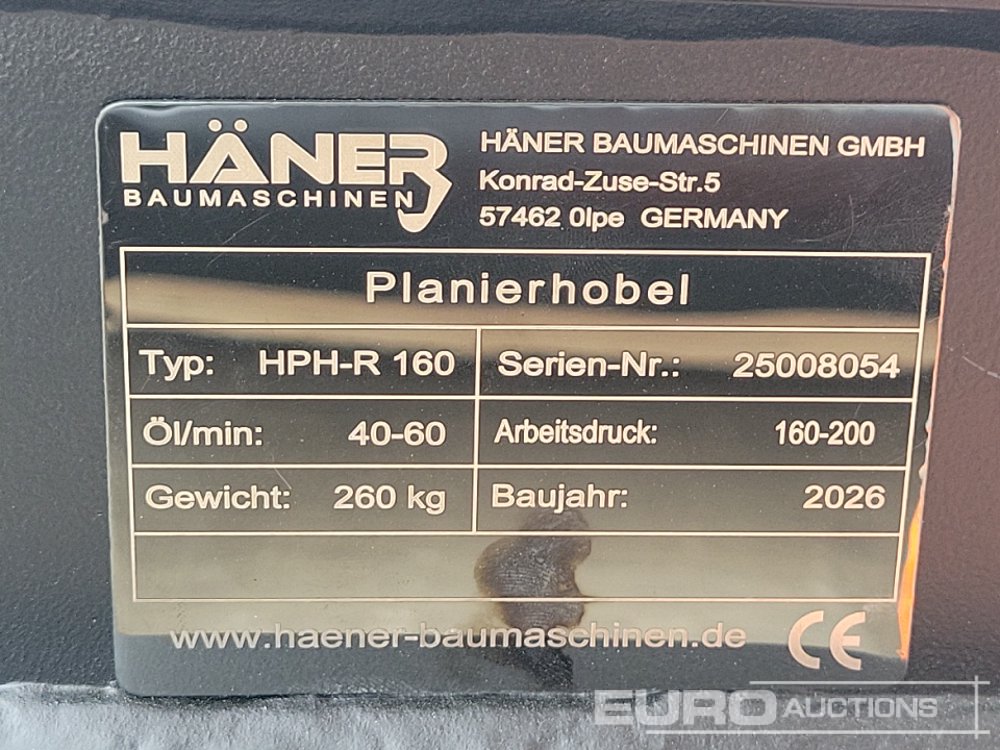 HÄNER
BAUMASCHINEN
HÄNER BAUMASCHINEN GMBH
Konrad-Zuse-Str.5
57462 Olpe GERMANY
Planierhobel
Typ: HPH-R 160 Serien-Nr.: 25008054
Öl/min: 40-60 Arbeitsdruck: 160-200
Gewicht: 260 kg Baujahr: 2026
www.haener-baumaschinen.de CE
EURO AUCTIONS